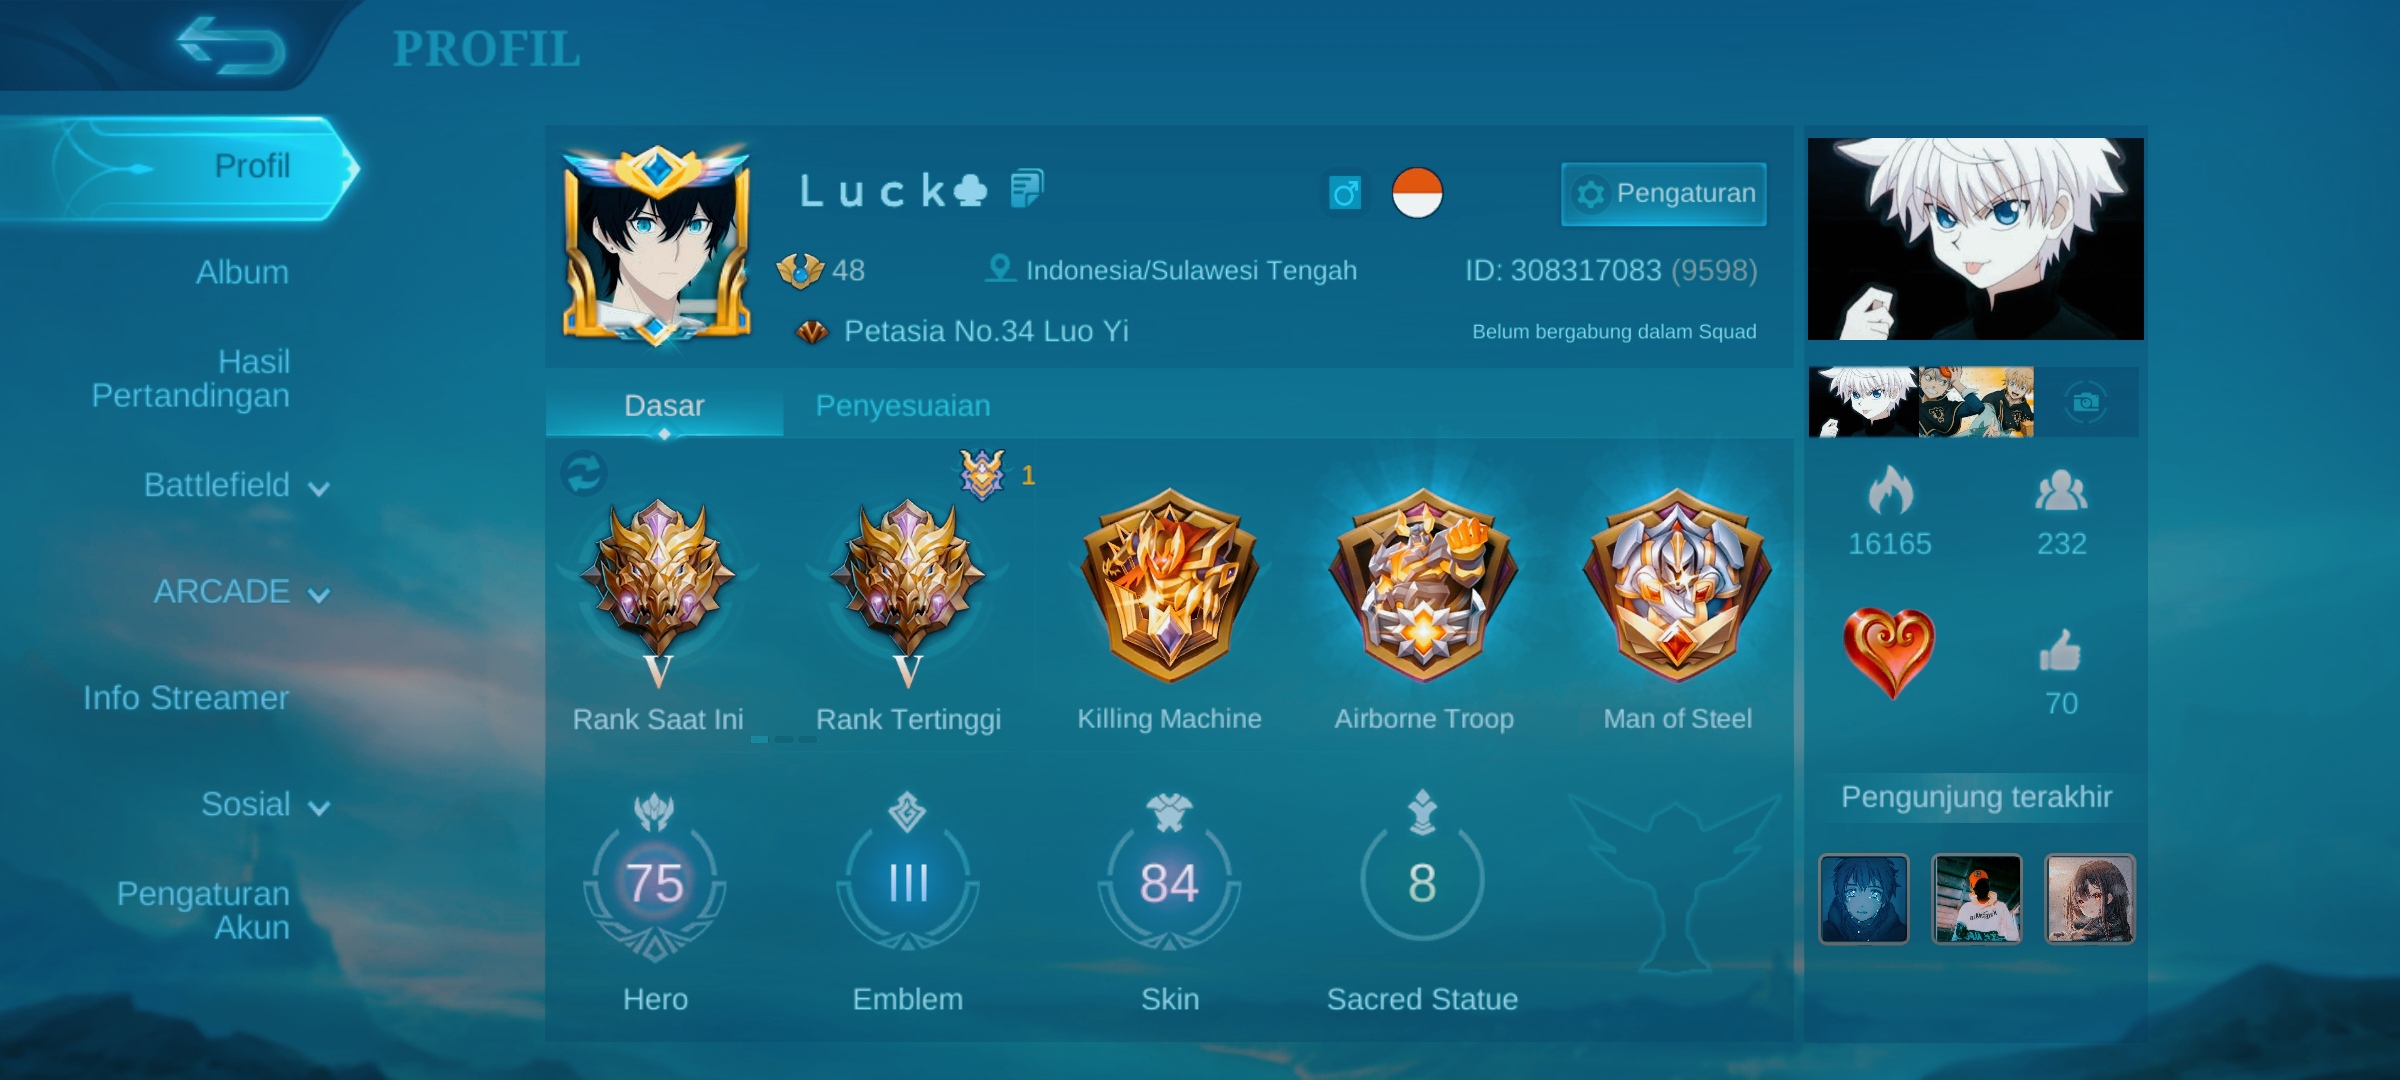 PROFIL
Profil
Album
Hasil
Pertandingan
Battlefield
ARCADE
Info Streamer
Sosial
Pengaturan
Akun
Luck♣
Pengaturan
48
Indonesia/Sulawesi Tengah
ID: 308317083 (9598)
Petasia No.34 Luo Yi
Belum bergabung dalam Squad
Dasar
Penyesuaian
1
V
V
Rank Saat Ini
Rank Tertinggi
Killing Machine
Airborne Troop
Man of Steel
75
III
84
8
Hero
Emblem
Skin
Sacred Statue
16165
232
70
Pengunjung terakhir